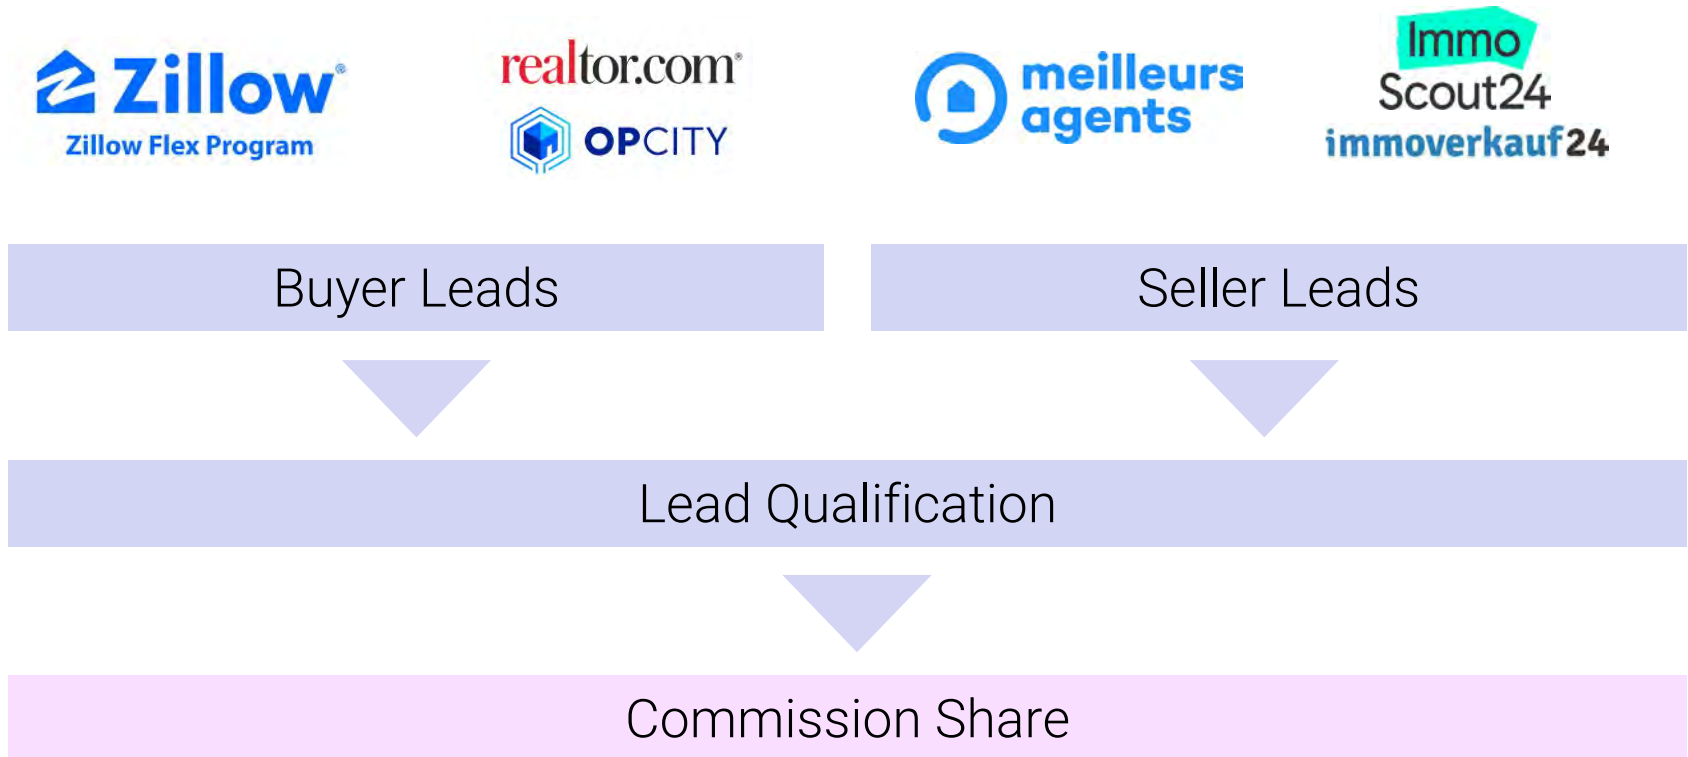 Zillow®
Zillow Flex Program
realtor.com®
OPCITY
meilleurs
agents
Immo
Scout24
immoverkauf24
Buyer Leads
Seller Leads
Lead Qualification
Commission Share